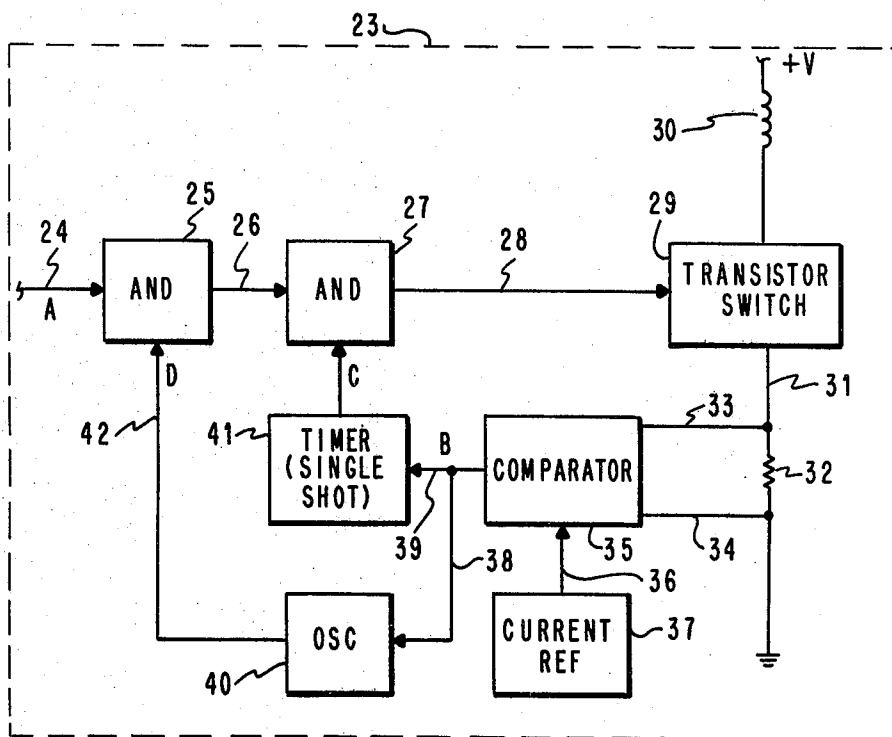 23
+V
30
24
25
26
27
28
29
A
AND
AND
TRANSISTOR
SWITCH
D
C
31
33
42
41
TIMER
(SINGLE
SHOT)
B
COMPARATOR
32
39
38
35
34
36
OSC
40
CURRENT
REF
37